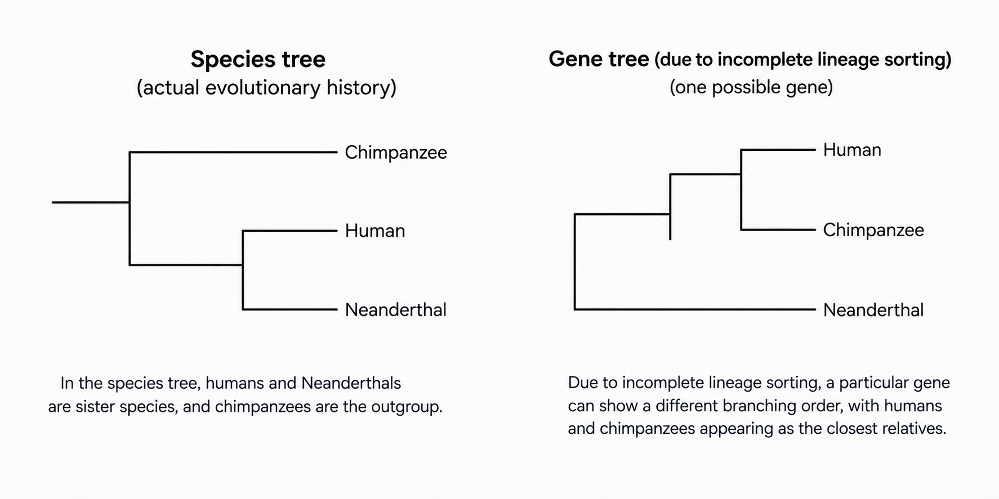 Species tree
(actual evolutionary history)
Chimpanzee
Human
Neanderthal
In the species tree, humans and Neanderthals
are sister species, and chimpanzees are the outgroup.
Gene tree (due to incomplete lineage sorting)
(one possible gene)
Human
Chimpanzee
Neanderthal
Due to incomplete lineage sorting, a particular gene
can show a different branching order, with humans
and chimpanzees appearing as the closest relatives.